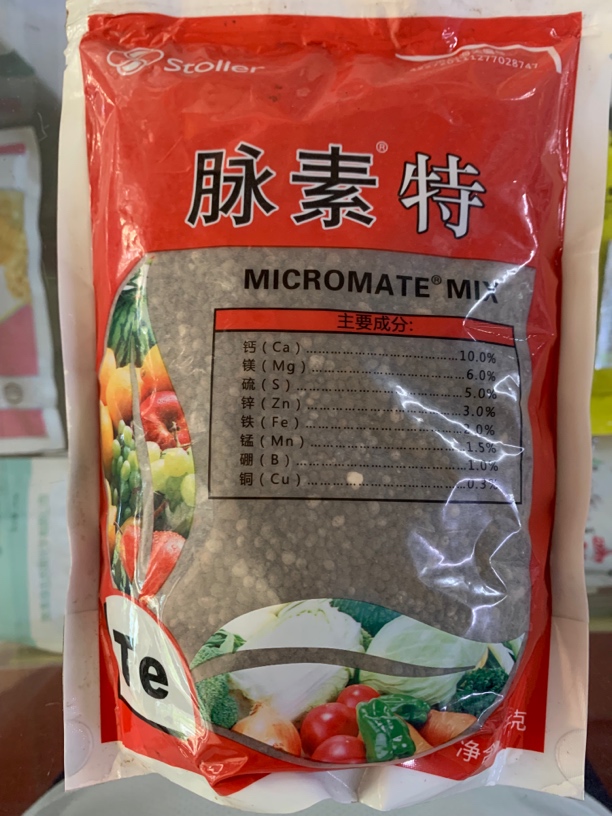 Stoller
脉素®特
MICROMATE® MIX
主要成分:
钙（Ca）........................10.0%
镁（Mg）........................6.0%
硫（S）........................5.0%
锌（Zn）........................3.0%
铁（Fe）........................2.0%
锰（Mn）........................1.5%
硼（B）........................1.0%
铜（Cu）........................0.3%
Te
克
净